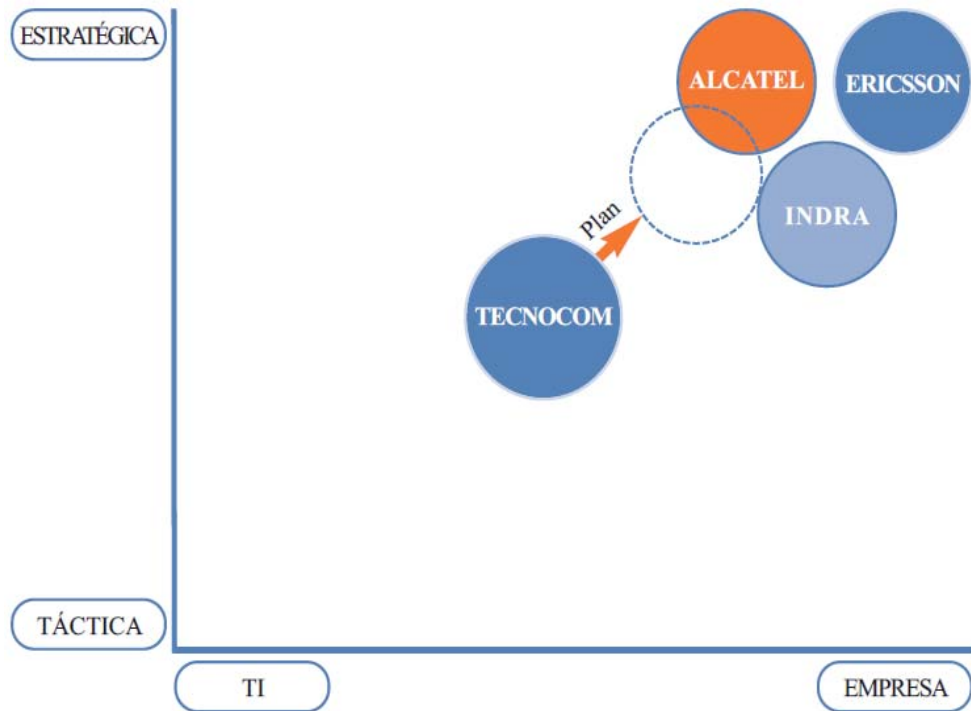 ESTRATÉGICA
ALCATEL
ERICSSON
INDRA
Plan
TECNOCOM
TÁCTICA
TI
EMPRESA